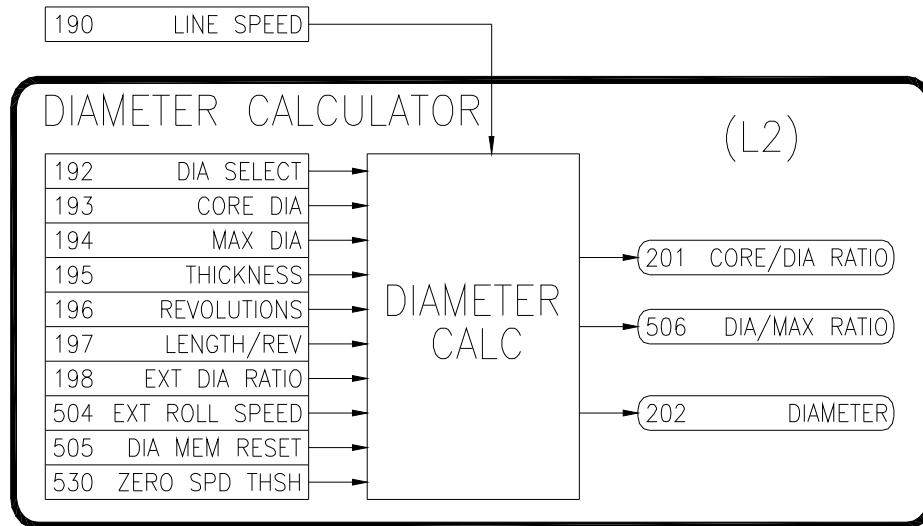 190 LINE SPEED
DIAMETER CALCULATOR
(L2)
192 DIA SELECT
193 CORE DIA
194 MAX DIA
195 THICKNESS
196 REVOLUTIONS
197 LENGTH/REV
198 EXT DIA RATIO
504 EXT ROLL SPEED
505 DIA MEM RESET
530 ZERO SPD THSH
DIAMETER
CALC
201 CORE/DIA RATIO
506 DIA/MAX RATIO
202 DIAMETER